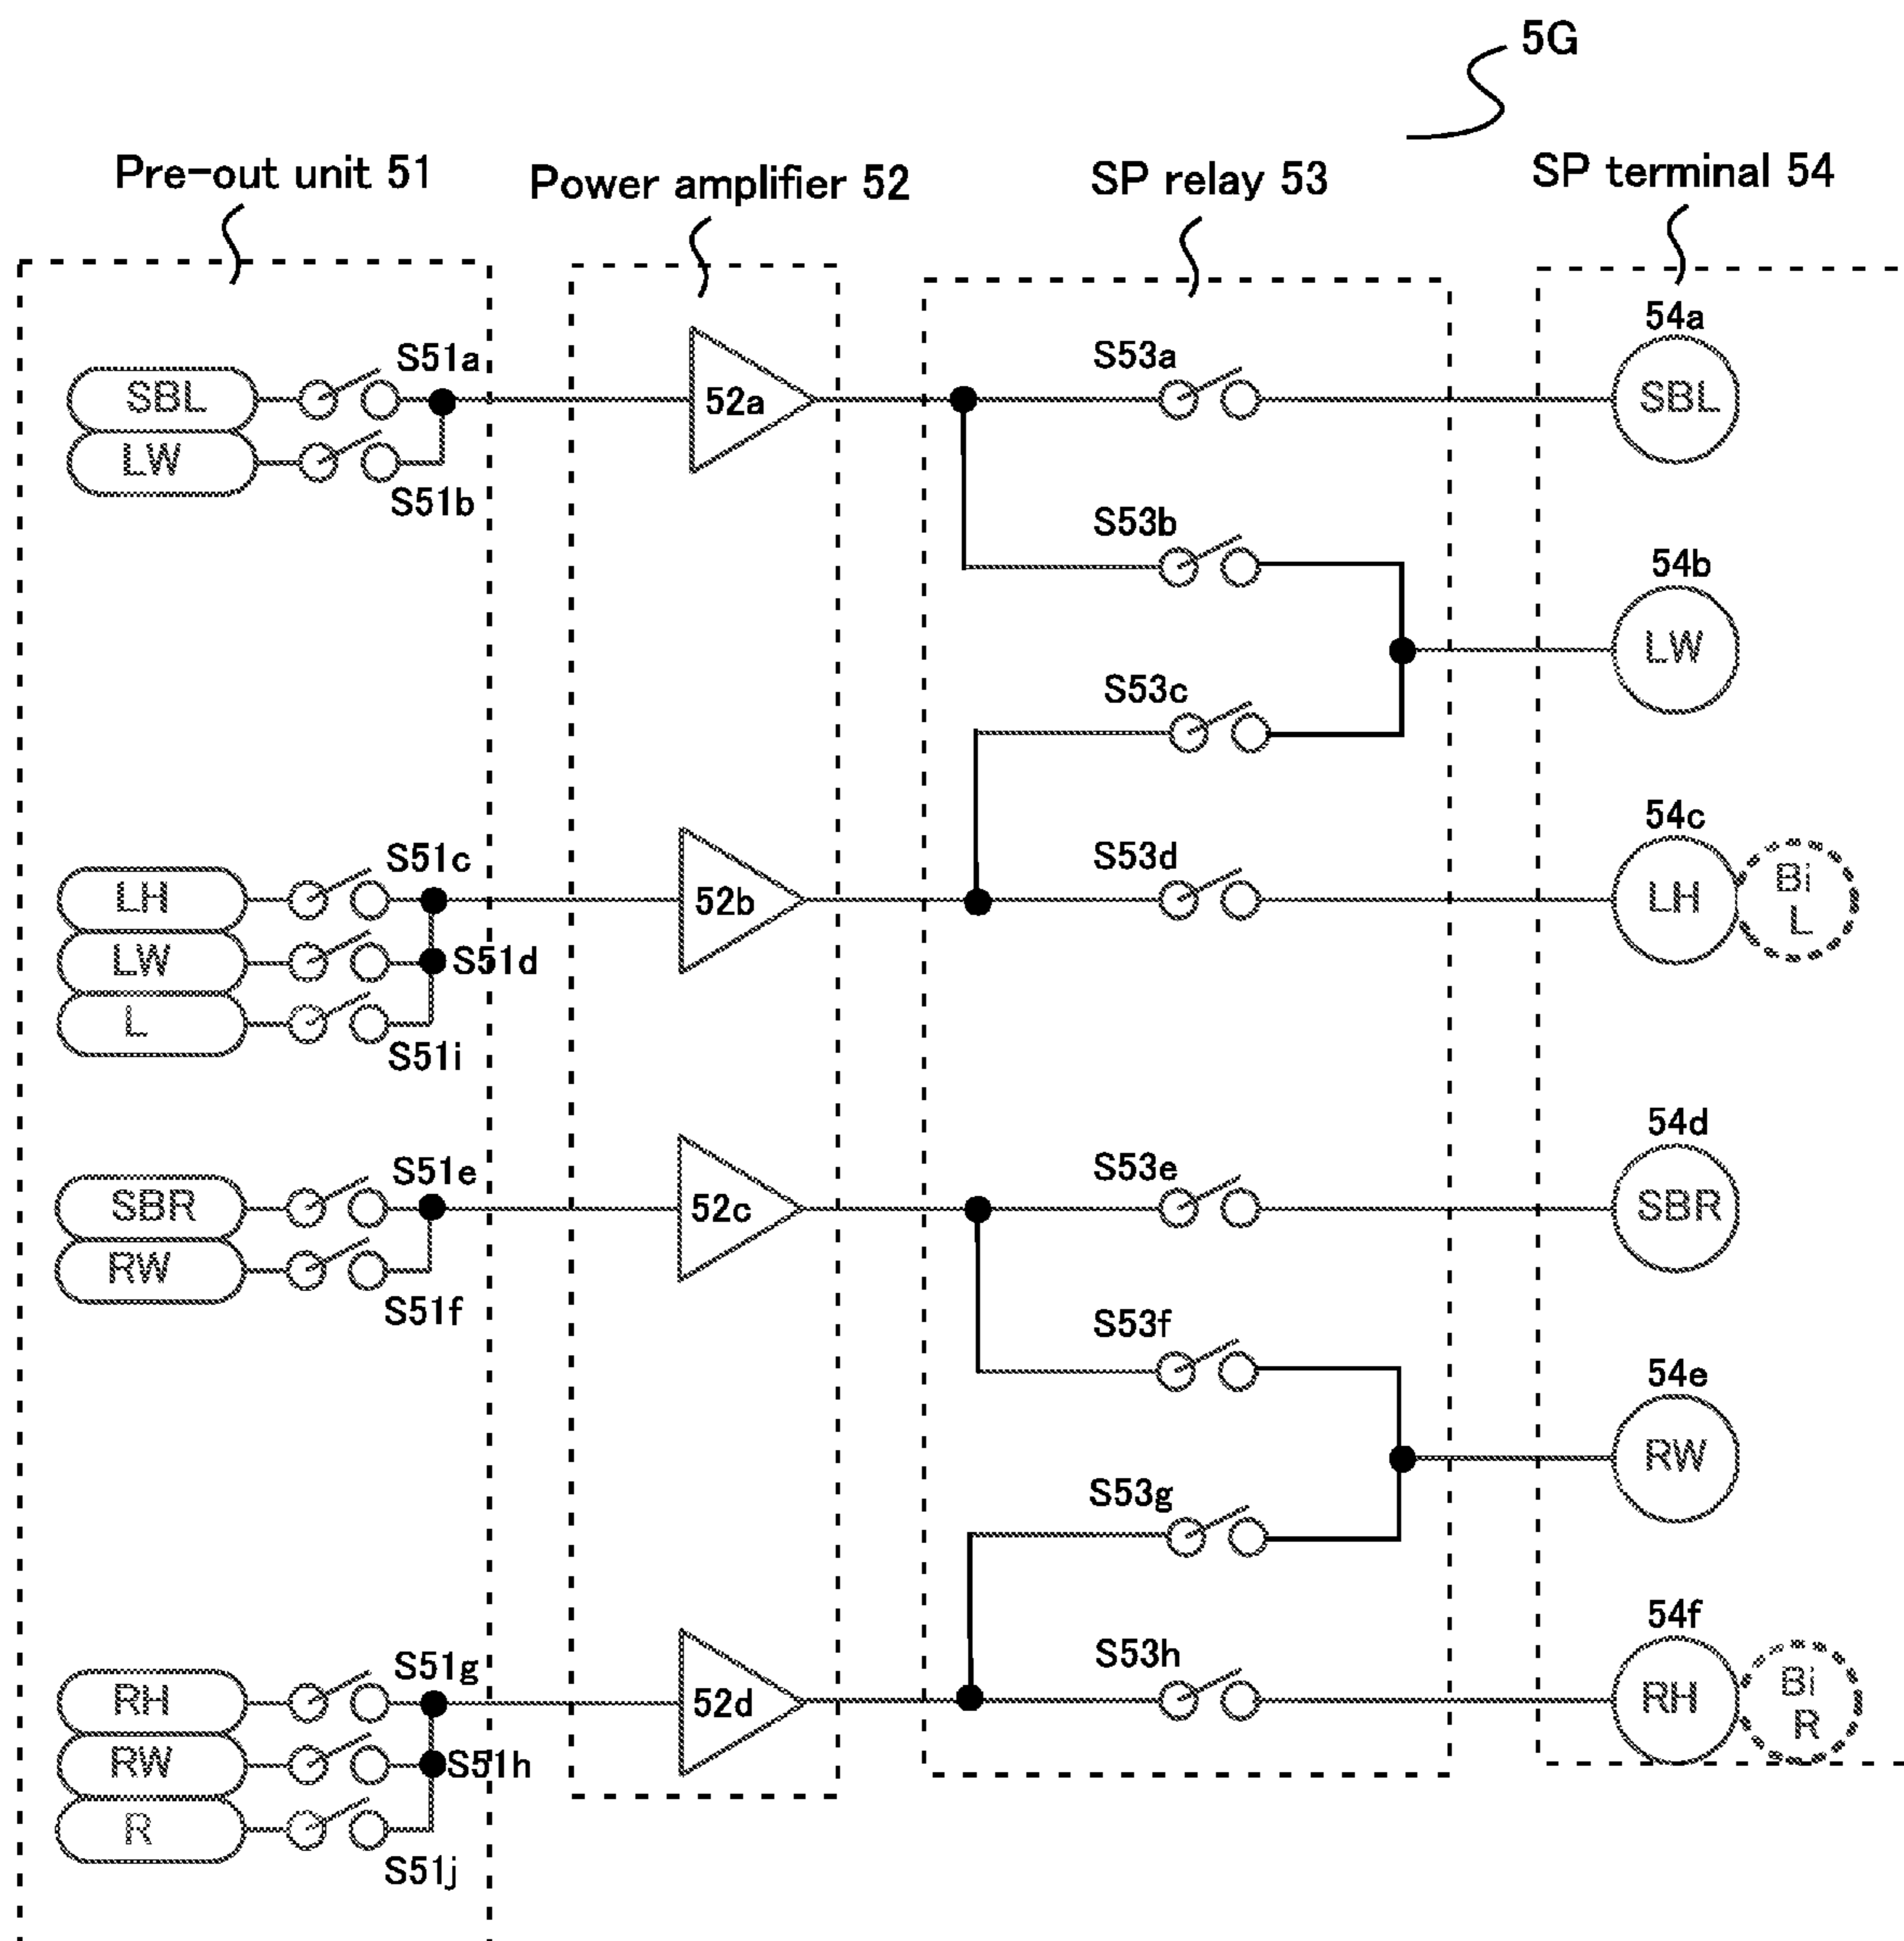 5G
Pre-out unit 51
Power amplifier 52
SP relay 53
SP terminal 54
SBL
LW
S51a
S51b
52a
S53a
S53b
S53c
54a
SBL
54b
LW
LH
LW
L
S51c
S51d
S51i
52b
S53d
54c
LH
Bi
L
SBR
RW
S51e
S51f
52c
S53e
S53f
S53g
54d
SBR
54e
RW
RH
RW
R
S51g
S51h
S51j
52d
S53h
54f
RH
Bi
R